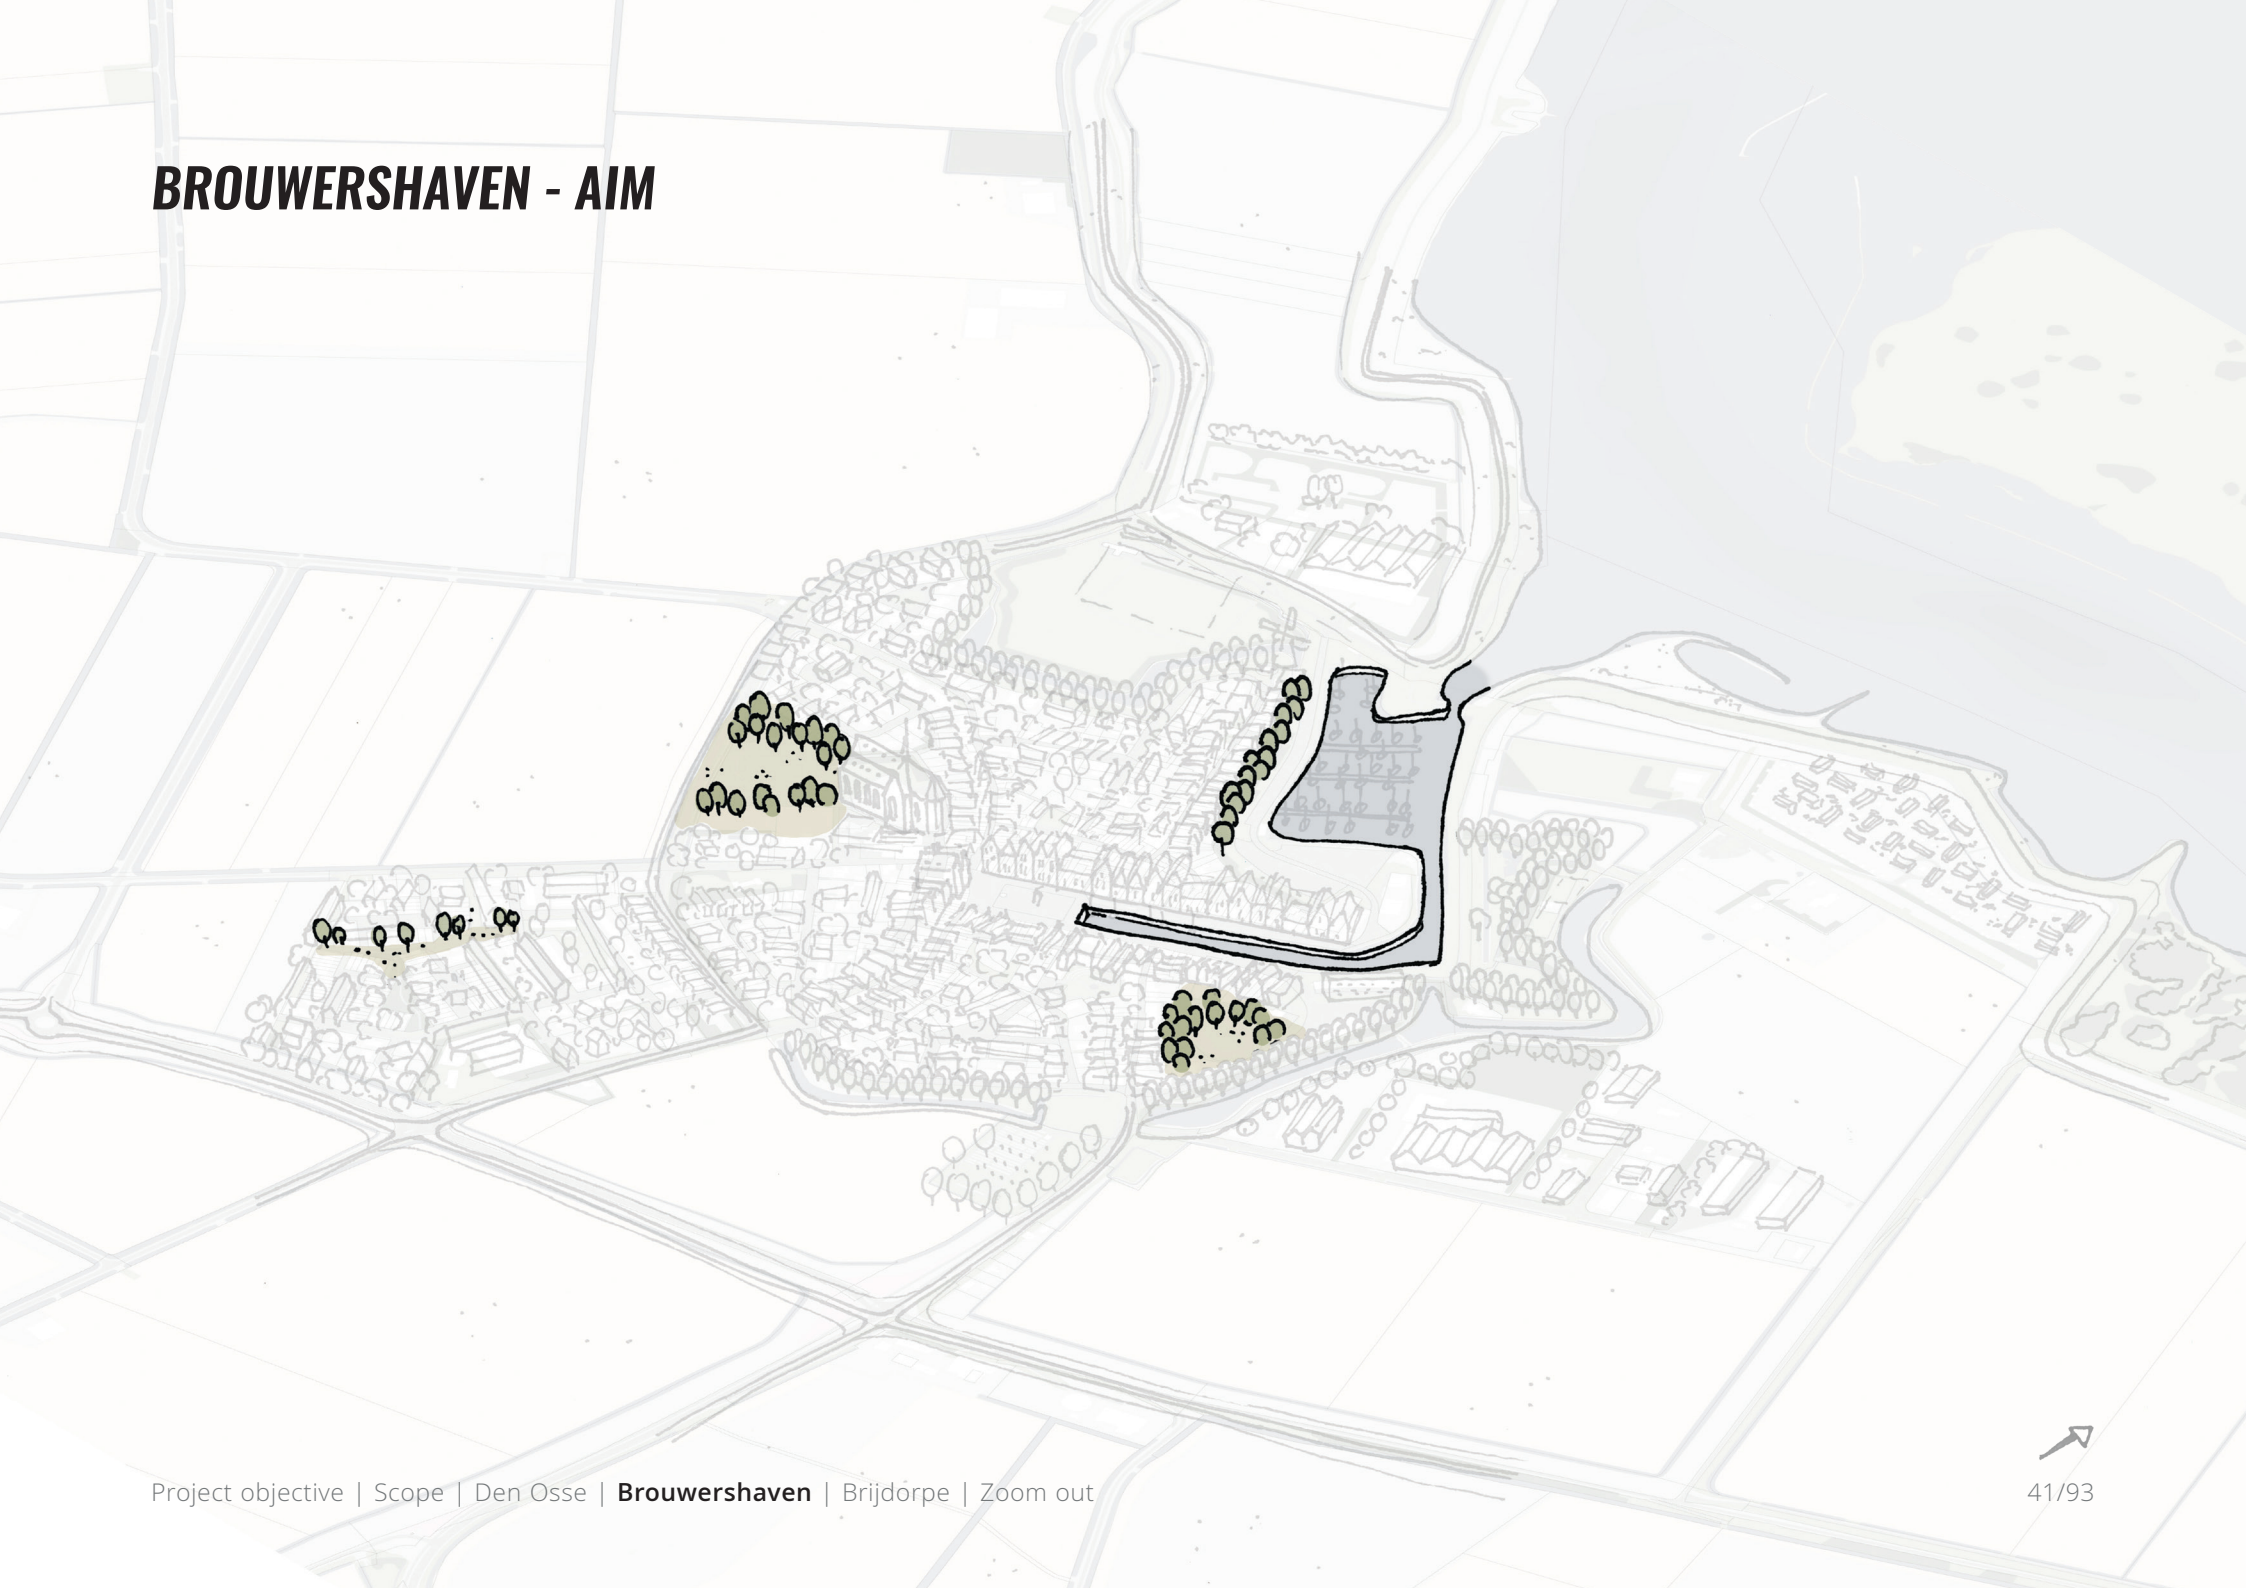 BROUWERSHAVEN - AIM
Project objective | Scope | Den Osse | Brouwershaven | Brijdorpe | Zoom out
41/93